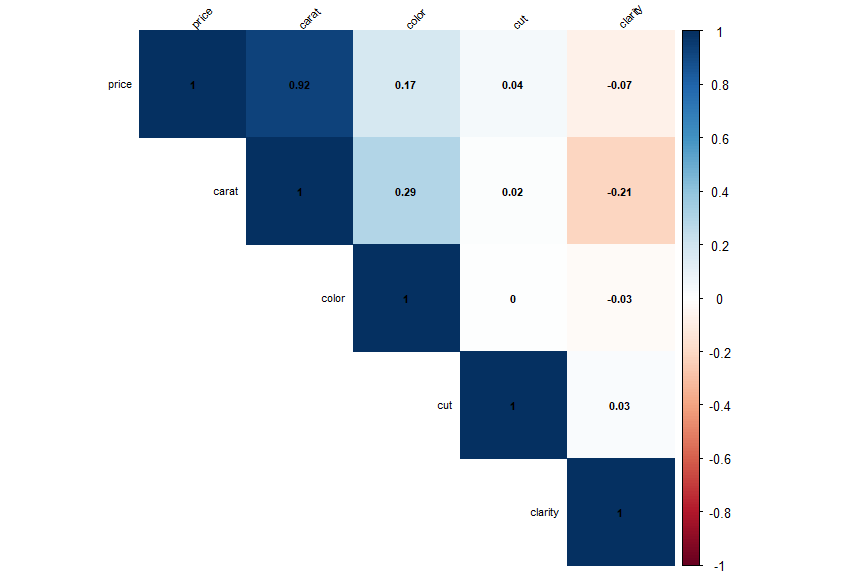 price carat color cut clarity
price 1 0.92 0.17 0.04 -0.07
carat 1 0.29 0.02 -0.21
color 1 0 -0.03
cut 1 0.03
clarity 1
1
0.8
0.6
0.4
0.2
0
-0.2
-0.4
-0.6
-0.8
-1